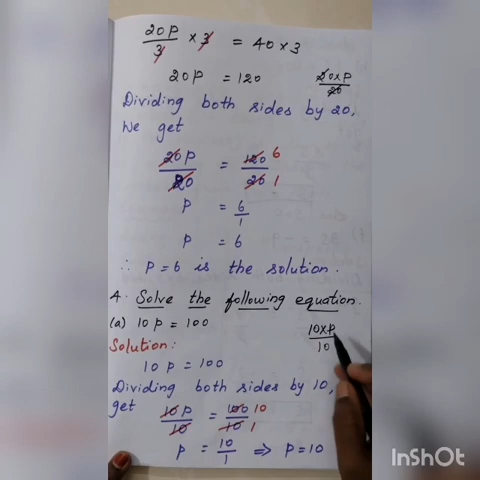 20P/3 × 3 = 40 × 3
20P = 120 20×P/20
Dividing both sides by 20,
We get
20P/20 = 120/20 6/1
P = 6/1
P = 6
∴ P = 6 is the solution.
4. Solve the following equation.
(a) 10P = 100
10×P/10
Solution:
10P = 100
Dividing both sides by 10,
get
10P/10 = 100/10 10/1
P = 10/1 ⇒ P = 10
InShOt